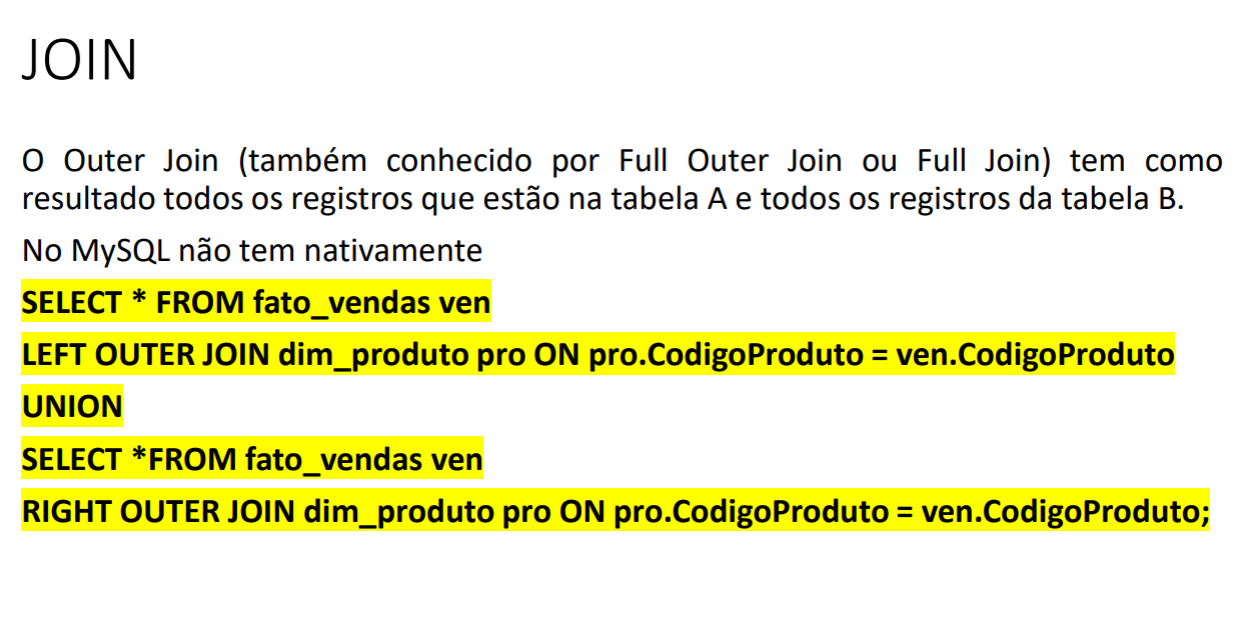 JOIN
O Outer Join (também conhecido por Full Outer Join ou Full Join) tem como
resultado todos os registros que estão na tabela A e todos os registros da tabela B.
No MySQL não tem nativamente
SELECT * FROM fato_vendas ven
LEFT OUTER JOIN dim_produto pro ON pro.CodigoProduto = ven.CodigoProduto
UNION
SELECT *FROM fato_vendas ven
RIGHT OUTER JOIN dim_produto pro ON pro.CodigoProduto = ven.CodigoProduto;